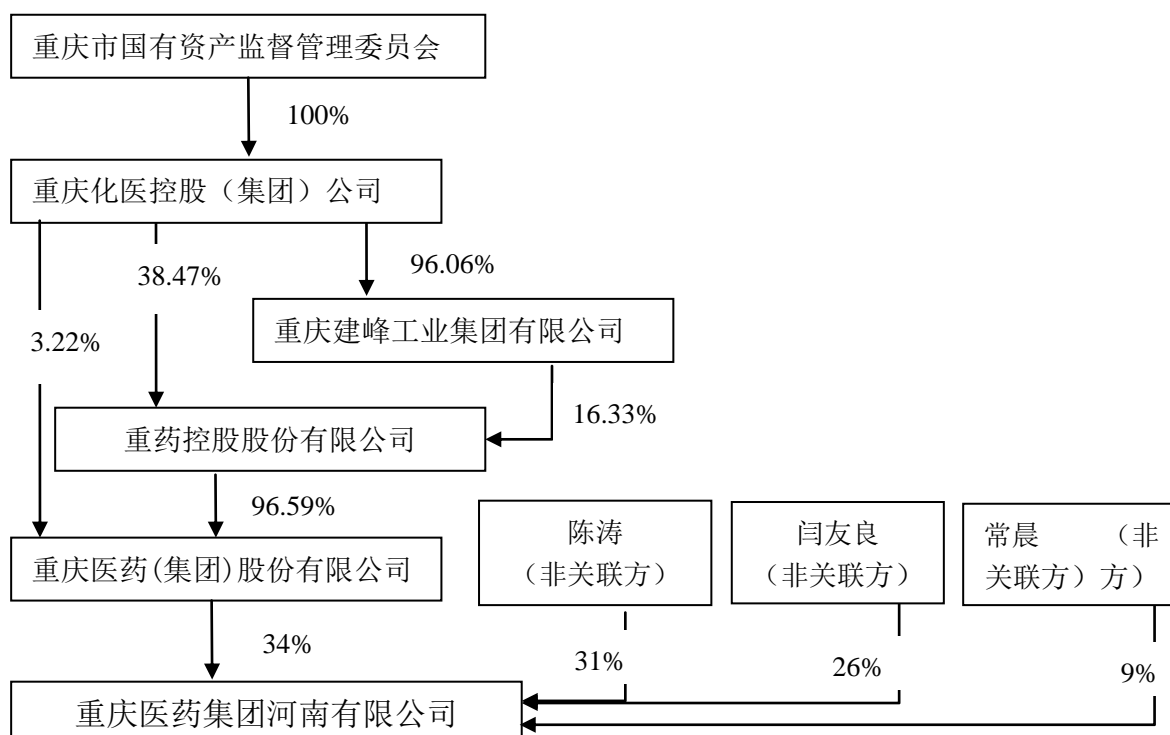 重庆市国有资产监督管理委员会
100%
重庆化医控股（集团）公司
38.47%
96.06%
3.22%
重庆建峰工业集团有限公司
16.33%
重药控股股份有限公司
96.59%
陈涛
（非关联方）
闫友良
（非关联方）
常晨 （非
关联方）方）
重庆医药(集团)股份有限公司
34%
31%
26%
9%
重庆医药集团河南有限公司